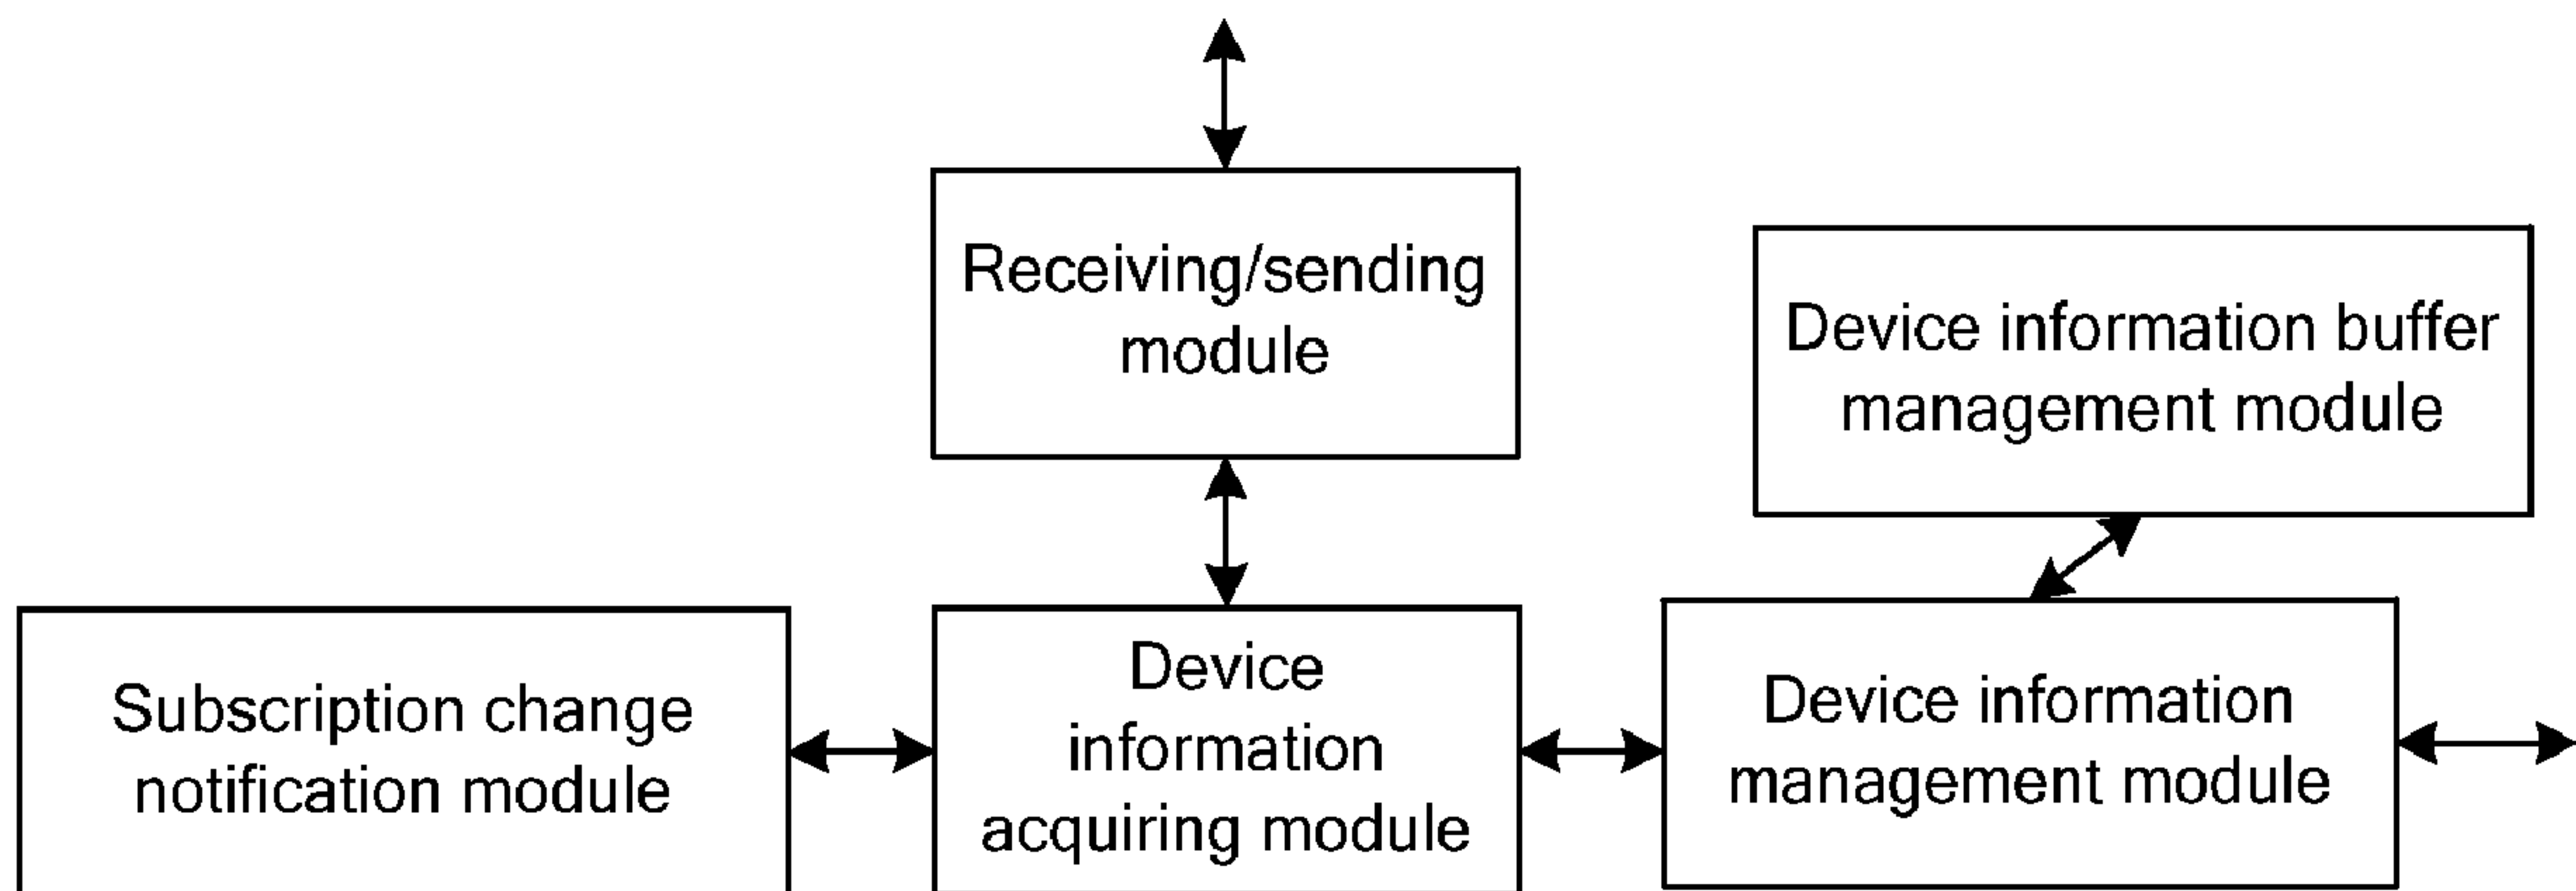 Receiving/sending
module
Device information buffer
management module
Subscription change
notification module
Device
information
acquiring module
Device information
management module